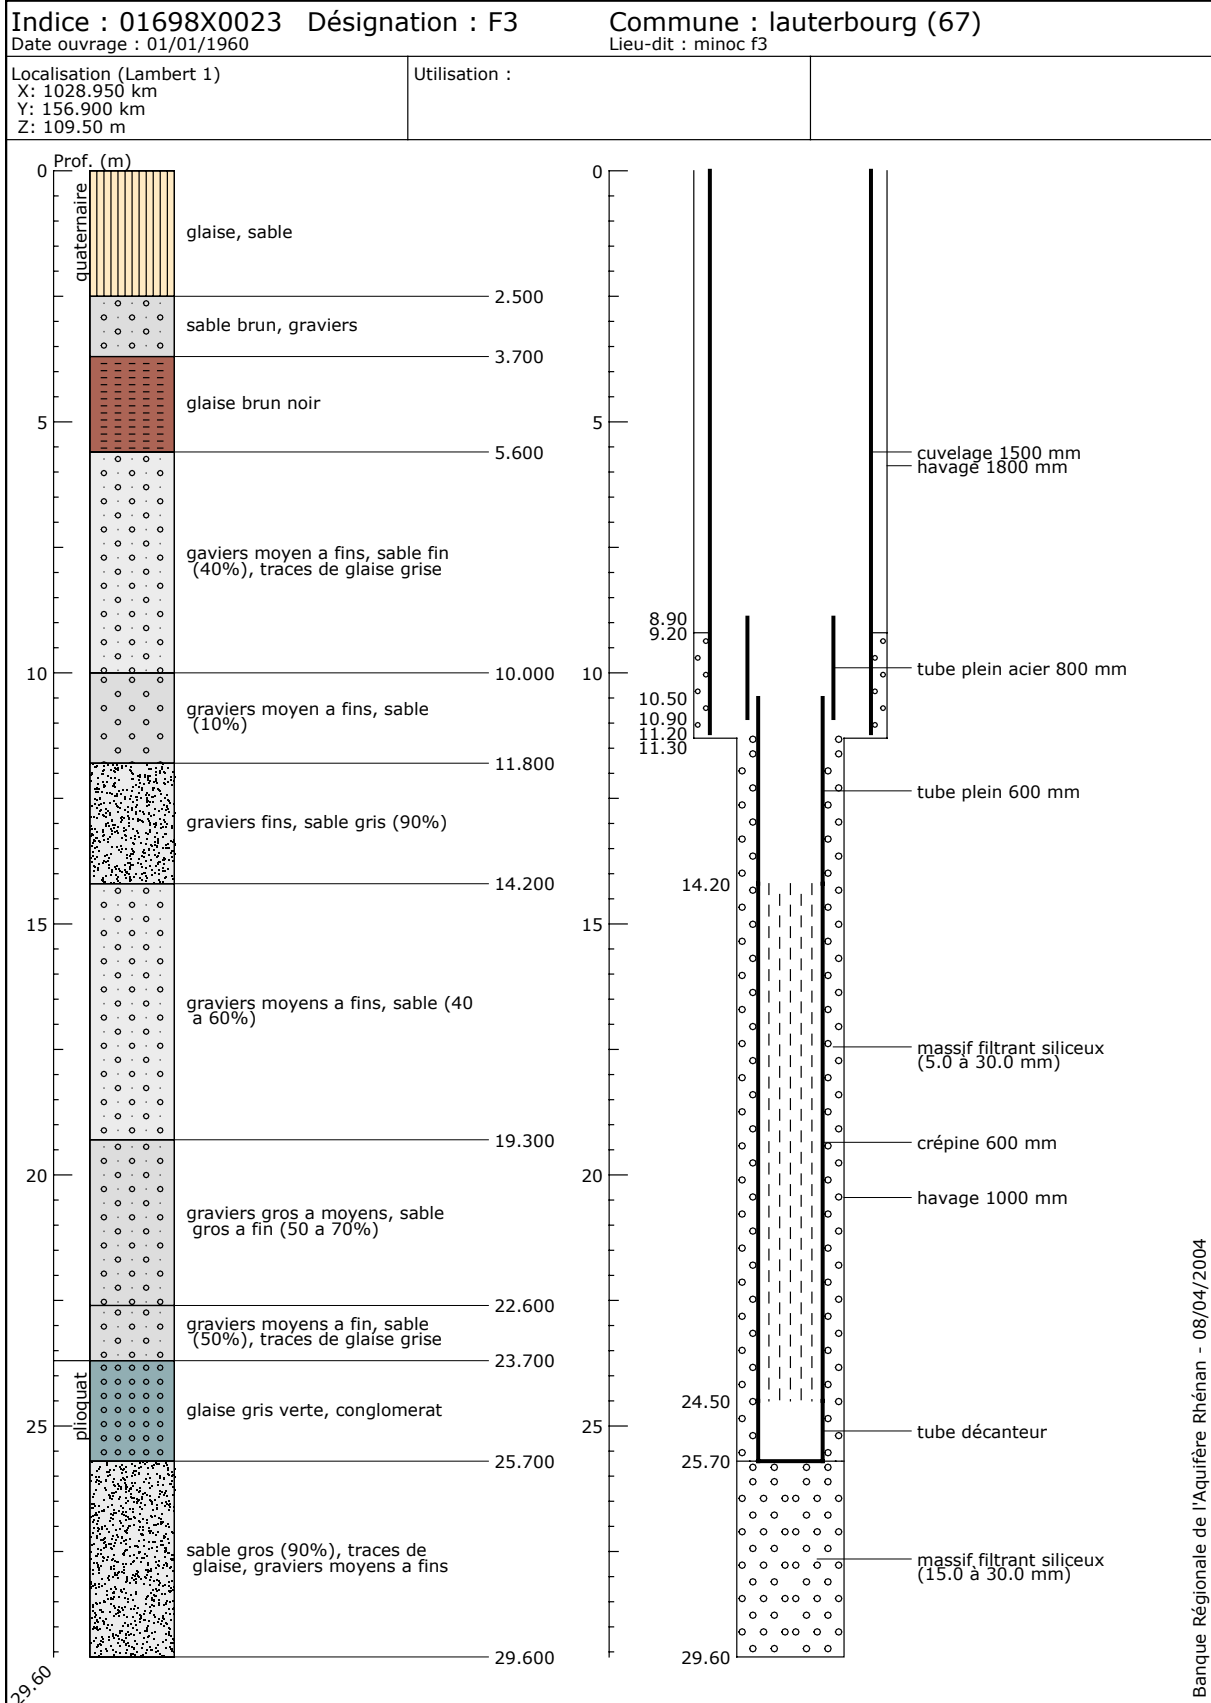 Indice : 01698X0023 Désignation : F3 Commune : lauterbourg (67)
Date ouvrage : 01/01/1960 Lieu-dit : minoc f3
Localisation (Lambert 1)
X: 1028.950 km
Y: 156.900 km
Z: 109.50 m
Utilisation :
Prof. (m)
0
5
10
15
20
25
29.60
quaternaire
plioquat
glaise, sable
2.500
sable brun, graviers
3.700
glaise brun noir
5.600
gaviers moyen a fins, sable fin
(40%), traces de glaise grise
10.000
graviers moyen a fins, sable
(10%)
11.800
graviers fins, sable gris (90%)
14.200
graviers moyens a fins, sable (40
a 60%)
19.300
graviers gros a moyens, sable
gros a fin (50 a 70%)
22.600
graviers moyens a fin, sable
(50%), traces de glaise grise
23.700
glaise gris verte, conglomerat
25.700
sable gros (90%), traces de
glaise, graviers moyens a fins
29.600
0
5
10
15
20
25
8.90
9.20
10.50
10.90
11.20
11.30
14.20
24.50
25.70
29.60
cuvelage 1500 mm
havage 1800 mm
tube plein acier 800 mm
tube plein 600 mm
massif filtrant siliceux
(5.0 à 30.0 mm)
crépine 600 mm
havage 1000 mm
tube décanteur
massif filtrant siliceux
(15.0 à 30.0 mm)
Banque Régionale de l'Aquifère Rhénan - 08/04/2004